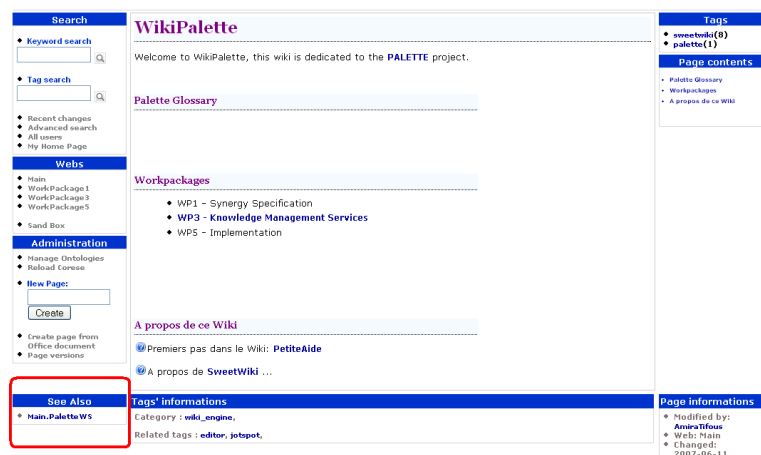 Search
Keyword search
Tag search
Recent changes
Advanced search
All users
My Home Page
Webs
Main
WorkPackage1
WorkPackage3
WorkPackage5
Sand Box
Administration
Manage Ontologies
Reload Corese
New Page:
Create
Create page from
Office document
Page versions
See Also
Main.PaletteWS
WikiPalette
Welcome to WikiPalette, this wiki is dedicated to the PALETTE project.
Palette Glossary
Workpackages
WP1 - Synergy Specification
WP3 - Knowledge Management Services
WP5 - Implementation
A propos de ce Wiki
Premiers pas dans le Wiki: PetiteAide
A propos de SweetWiki ...
Tags' informations
Category : wiki_engine,
Related tags : editor, jotspot,
Tags
sweetwiki(8)
palette(1)
Page contents
Palette Glossary
Workpackages
A propos de ce Wiki
Page informations
Modified by:
AmiraTifous
Web: Main
Changed:
2007-06-11